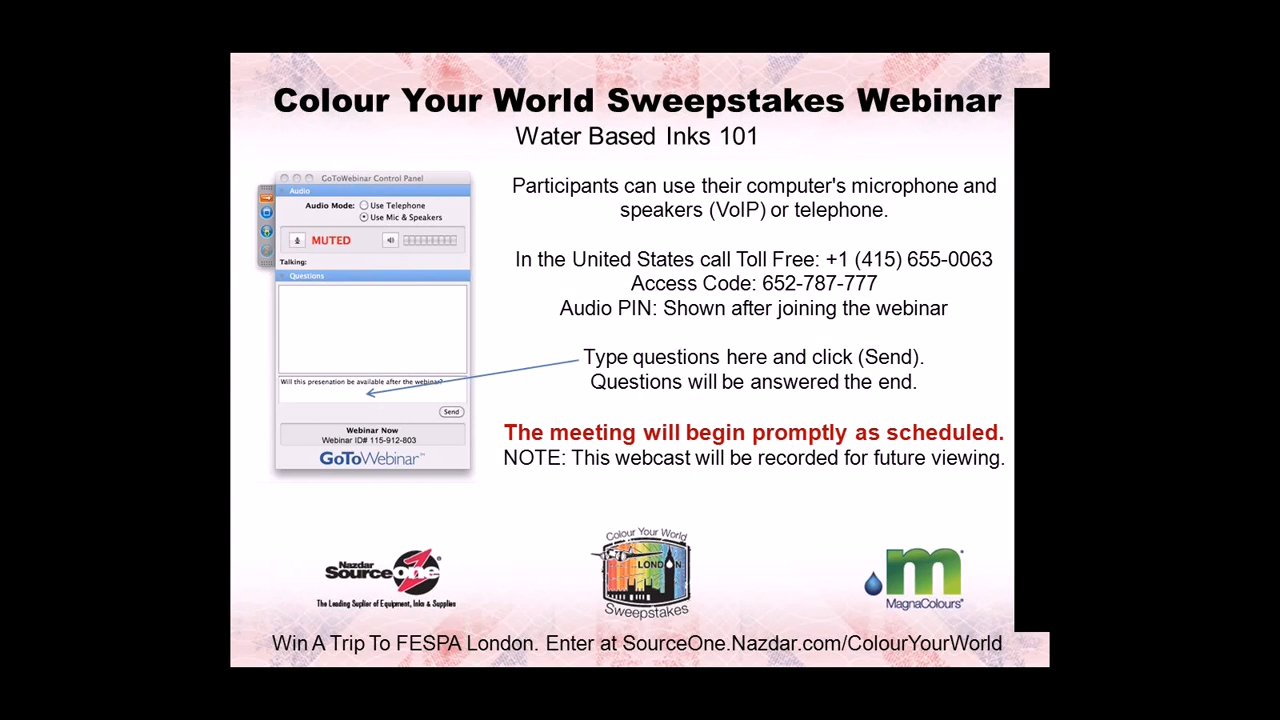 Colour Your World Sweepstakes Webinar
Water Based Inks 101
GoToWebinar Control Panel
Audio
Audio Mode:
Use Telephone
Use Mic & Speakers
MUTED
Talking:
Questions
Will this presenation be available after the webinar?
Send
Webinar Now
Webinar ID# 115-912-803
GoToWebinar™
Participants can use their computer's microphone and
speakers (VoIP) or telephone.
In the United States call Toll Free: +1 (415) 655-0063
Access Code: 652-787-777
Audio PIN: Shown after joining the webinar
Type questions here and click (Send).
Questions will be answered the end.
The meeting will begin promptly as scheduled.
NOTE: This webcast will be recorded for future viewing.
Nazdar
SourceOne®
The Leading Suplier of Equipment, Inks & Supplies
Colour Your World
LONDON
Sweepstakes
m
MagnaColours®
Win A Trip To FESPA London. Enter at SourceOne.Nazdar.com/ColourYourWorld